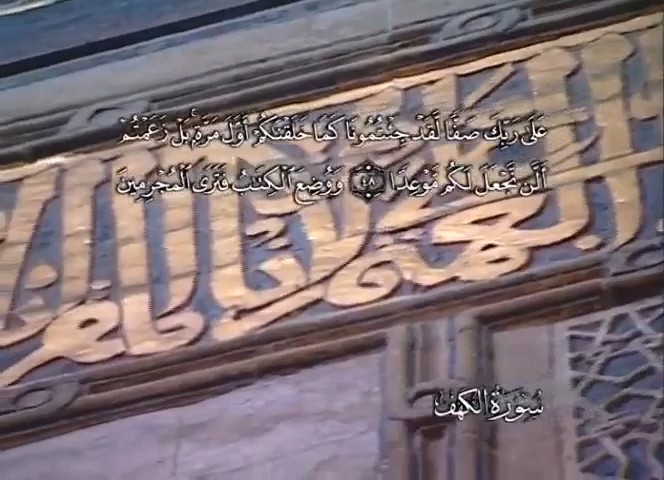 عَلَىٰ رَبِّكَ صَفًّا لَّقَدْ جِئْتُمُونَا كَمَا خَلَقْنَٰكُمْ أَوَّلَ مَرَّةٍۭ ۚ بَلْ زَعَمْتُمْ
أَلَّن نَّجْعَلَ لَكُم مَّوْعِدًا ﴿٤٨﴾ وَوُضِعَ ٱلْكِتَٰبُ فَتَرَى ٱلْمُجْرِمِينَ
سُورَةُ الكَهْفِ